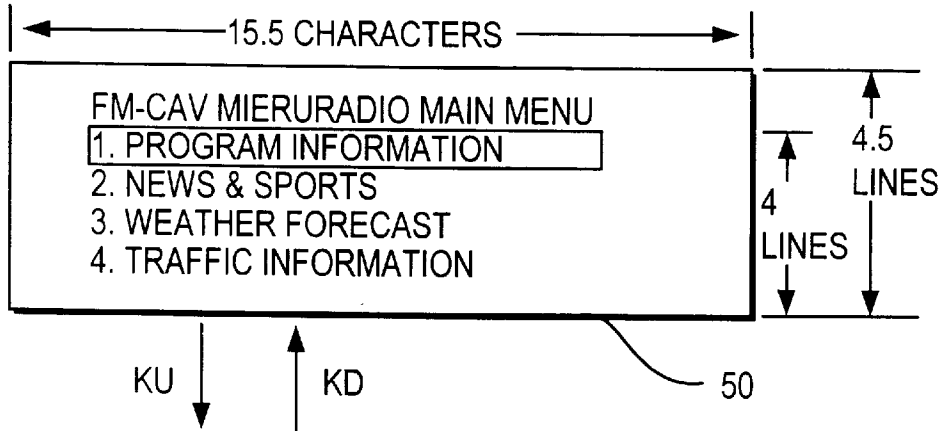 15.5 CHARACTERS
FM-CAV MIERURADIO MAIN MENU
1. PROGRAM INFORMATION
2. NEWS & SPORTS
3. WEATHER FORECAST
4. TRAFFIC INFORMATION
4
LINES
4.5
LINES
KU
KD
50